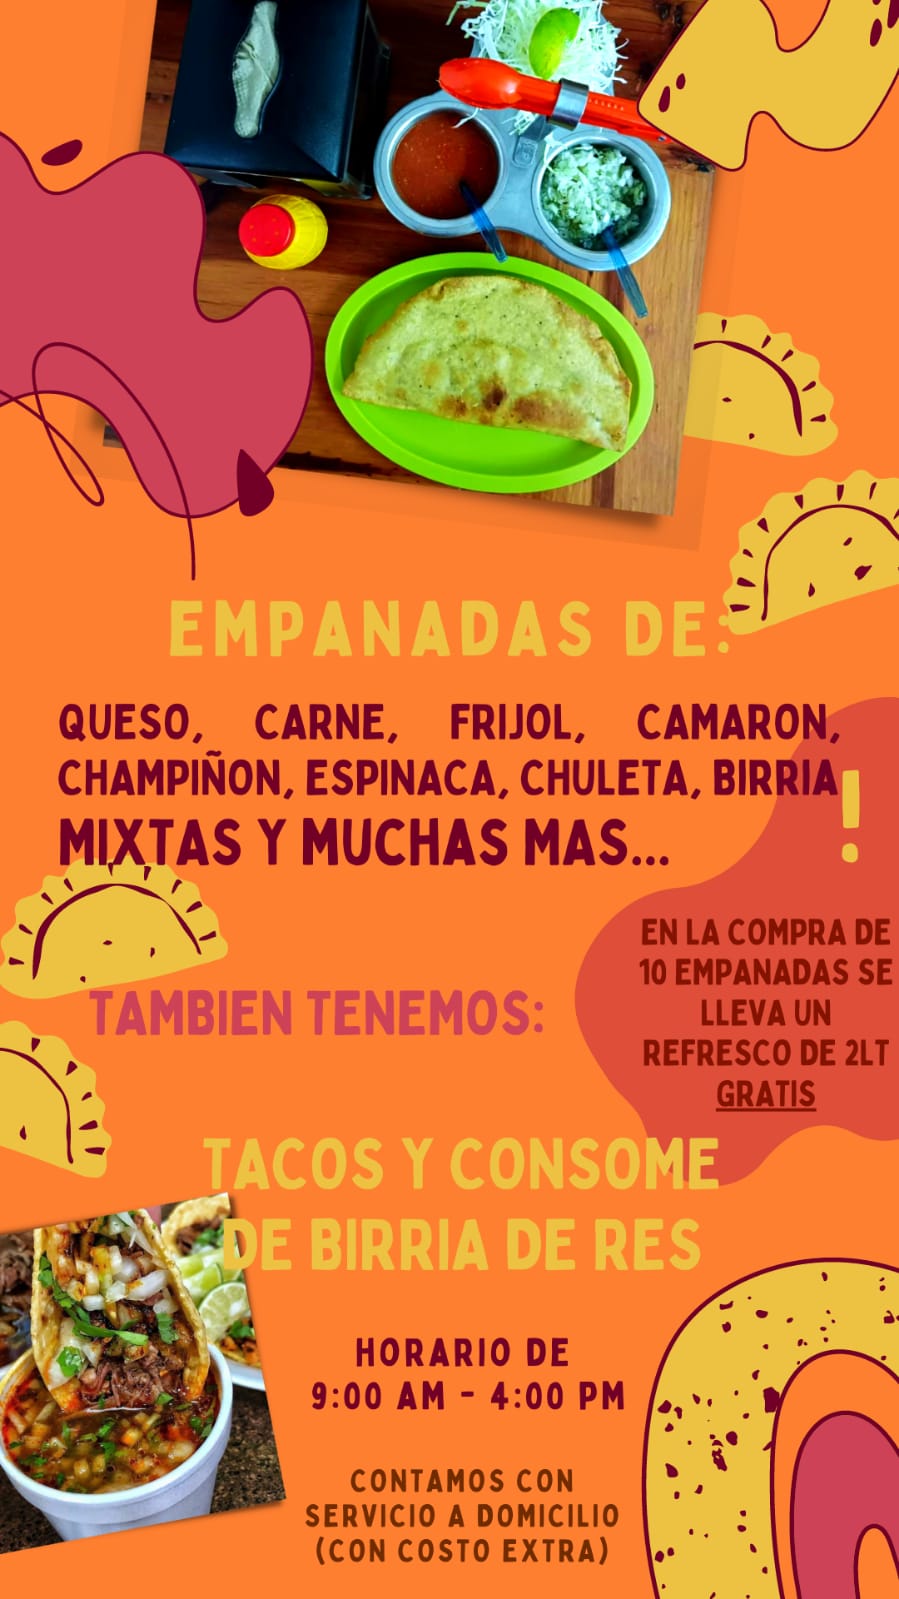 EMPANADAS DE:
QUESO, CARNE, FRIJOL, CAMARON,
CHAMPIÑON, ESPINACA, CHULETA, BIRRIA
MIXTAS Y MUCHAS MAS...
!
EN LA COMPRA DE
10 EMPANADAS SE
LLEVA UN
REFRESCO DE 2LT
GRATIS
TAMBIEN TENEMOS:
TACOS Y CONSOME
DE BIRRIA DE RES
HORARIO DE
9:00 AM - 4:00 PM
CONTAMOS CON
SERVICIO A DOMICILIO
(CON COSTO EXTRA)